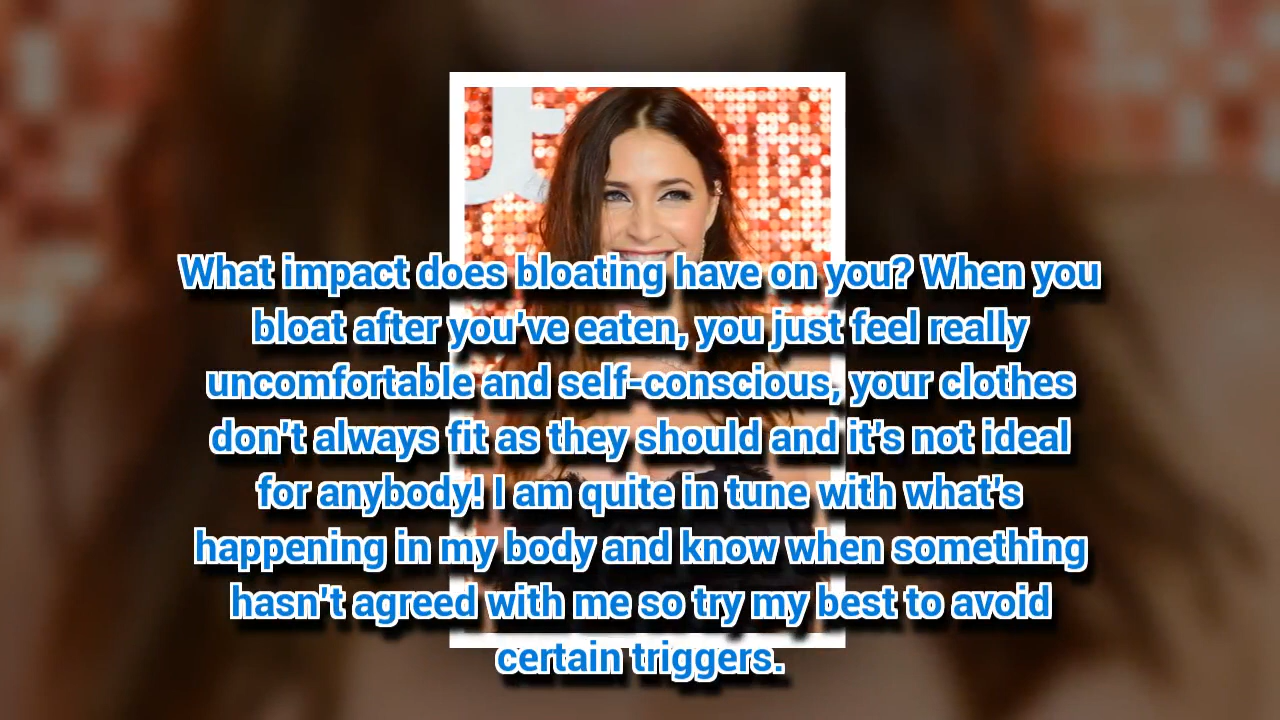 What impact does bloating have on you? When you
bloat after you've eaten, you just feel really
uncomfortable and self-conscious, your clothes
don't always fit as they should and it's not ideal
for anybody! I am quite in tune with what's
happening in my body and know when something
hasn't agreed with me so try my best to avoid
certain triggers.